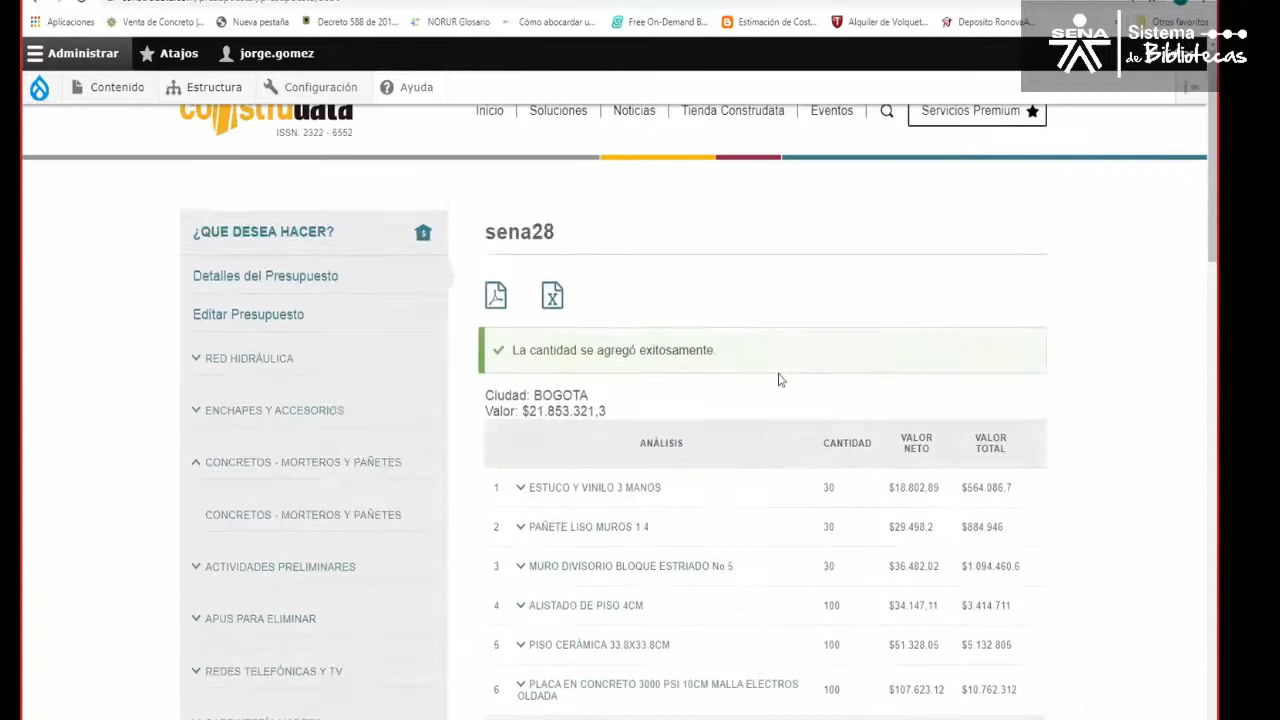 Aplicaciones Venta de Concreto |... Nueva pestaña Decreto 588 de 201... NORUR Glosario Cómo abocardar u... Free On-Demand B... Estimación de Cost... Alquiler de Volquet... Deposito RonovA... Otros favoritos
Administrar Atajos jorge.gomez
SENA Sistema de Bibliotecas
Contenido Estructura Configuración Ayuda
construdata
ISSN: 2322 - 6552
Inicio Soluciones Noticias Tienda Construdata Eventos Servicios Premium
¿QUE DESEA HACER?
Detalles del Presupuesto
Editar Presupuesto
RED HIDRÁULICA
ENCHAPES Y ACCESORIOS
CONCRETOS - MORTEROS Y PAÑETES
CONCRETOS - MORTEROS Y PAÑETES
ACTIVIDADES PRELIMINARES
APUS PARA ELIMINAR
REDES TELEFÓNICAS Y TV
sena28
La cantidad se agregó exitosamente.
Ciudad: BOGOTA
Valor: $21.853.321,3
ANÁLISIS CANTIDAD VALOR NETO VALOR TOTAL
1 ESTUCO Y VINILO 3 MANOS 30 $18.802,89 $564.086,7
2 PAÑETE LISO MUROS 1:4 30 $29.498,2 $884.946
3 MURO DIVISORIO BLOQUE ESTRIADO No.5 30 $36.482,02 $1.094.460,6
4 ALISTADO DE PISO 4CM 100 $34.147,11 $3.414.711
5 PISO CERÁMICA 33.8X33.8CM 100 $51.328,05 $5.132.805
6 PLACA EN CONCRETO 3000 PSI 10CM MALLA ELECTROS
OLDADA 100 $107.623,12 $10.762.312